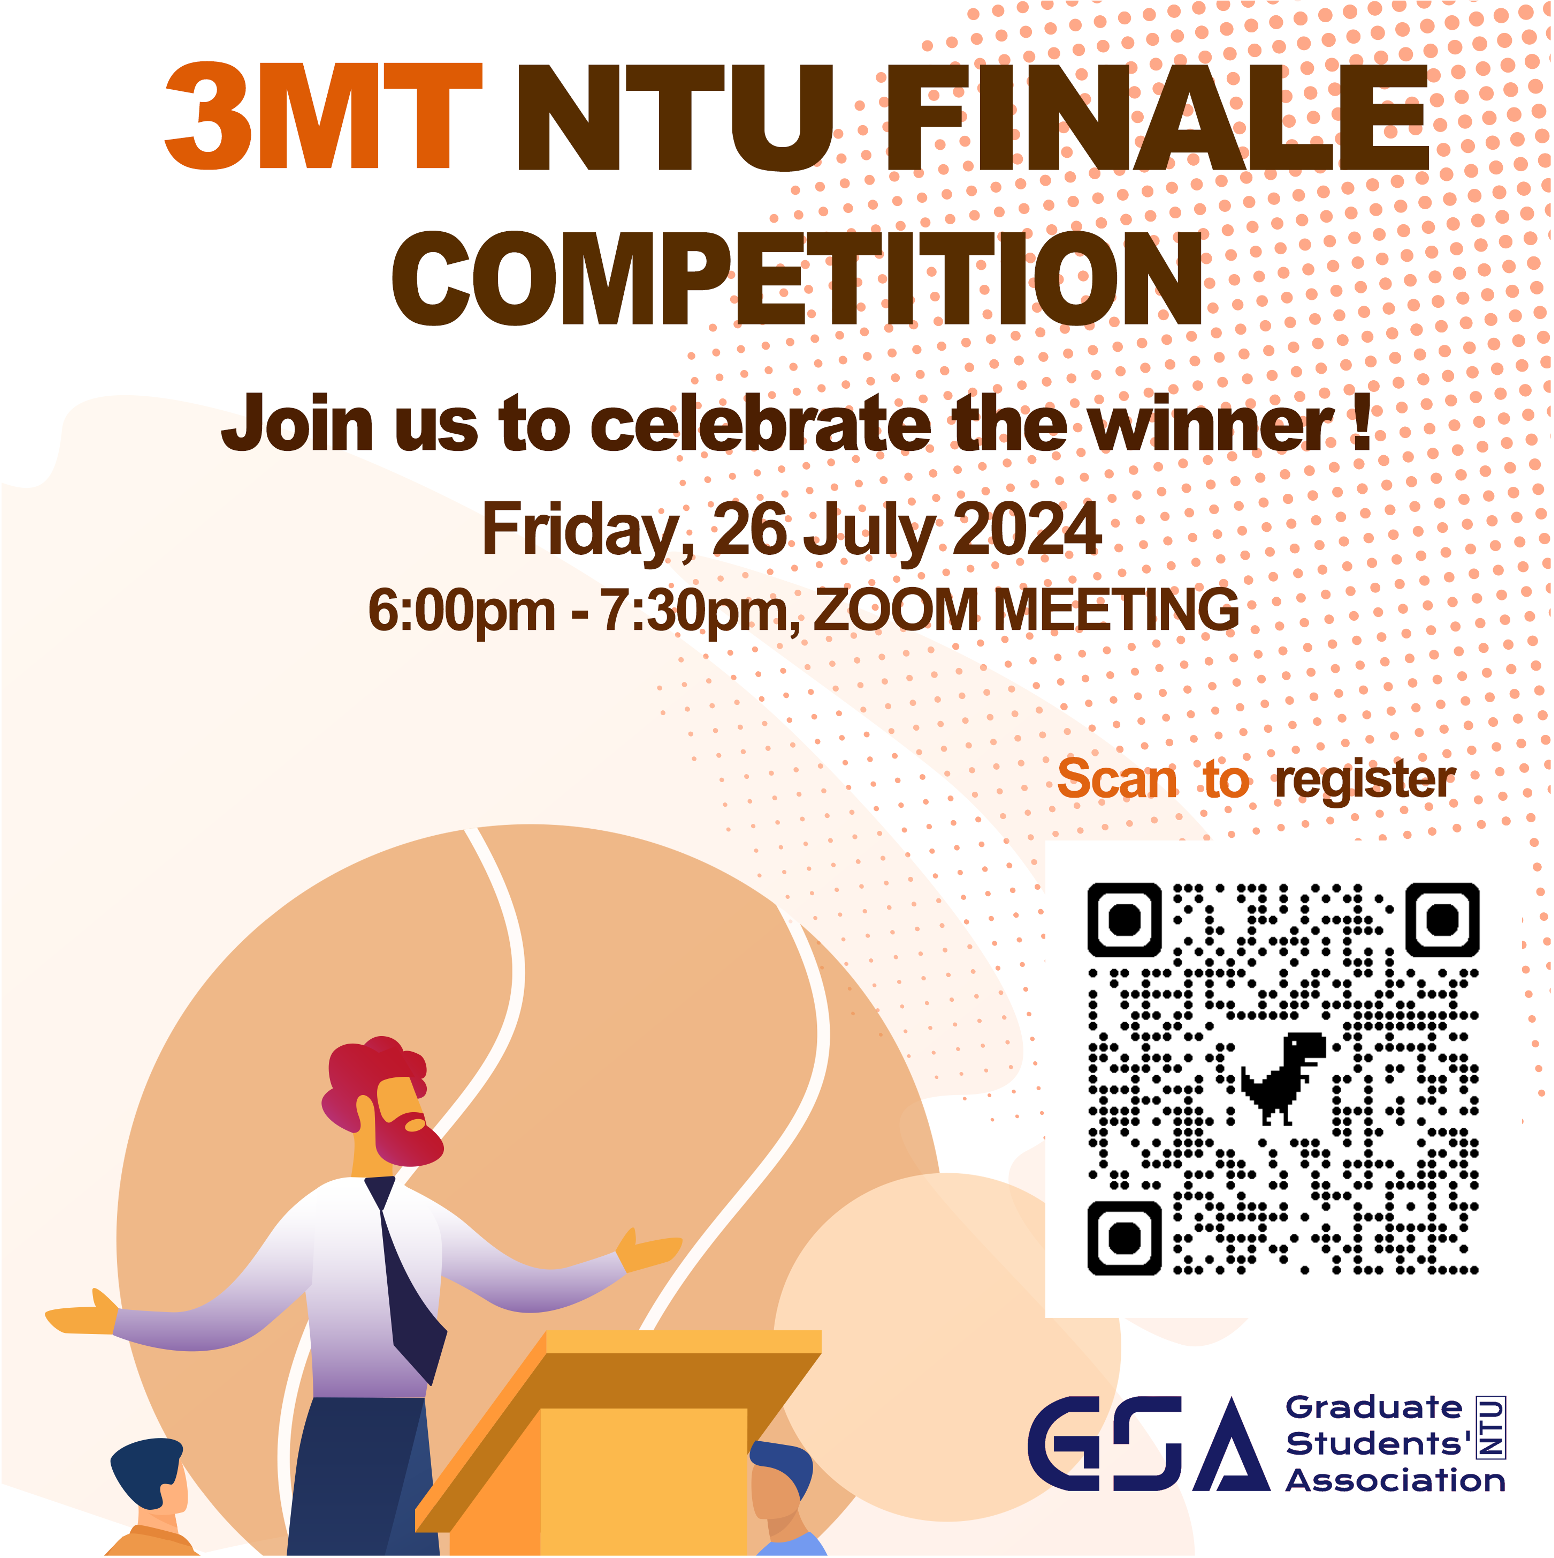 3MT NTU FINALE
COMPETITION
Join us to celebrate the winner !
Friday, 26 July 2024
6:00pm - 7:30pm, ZOOM MEETING
Scan to register
GSA
Graduate
Students'
Association
NTU